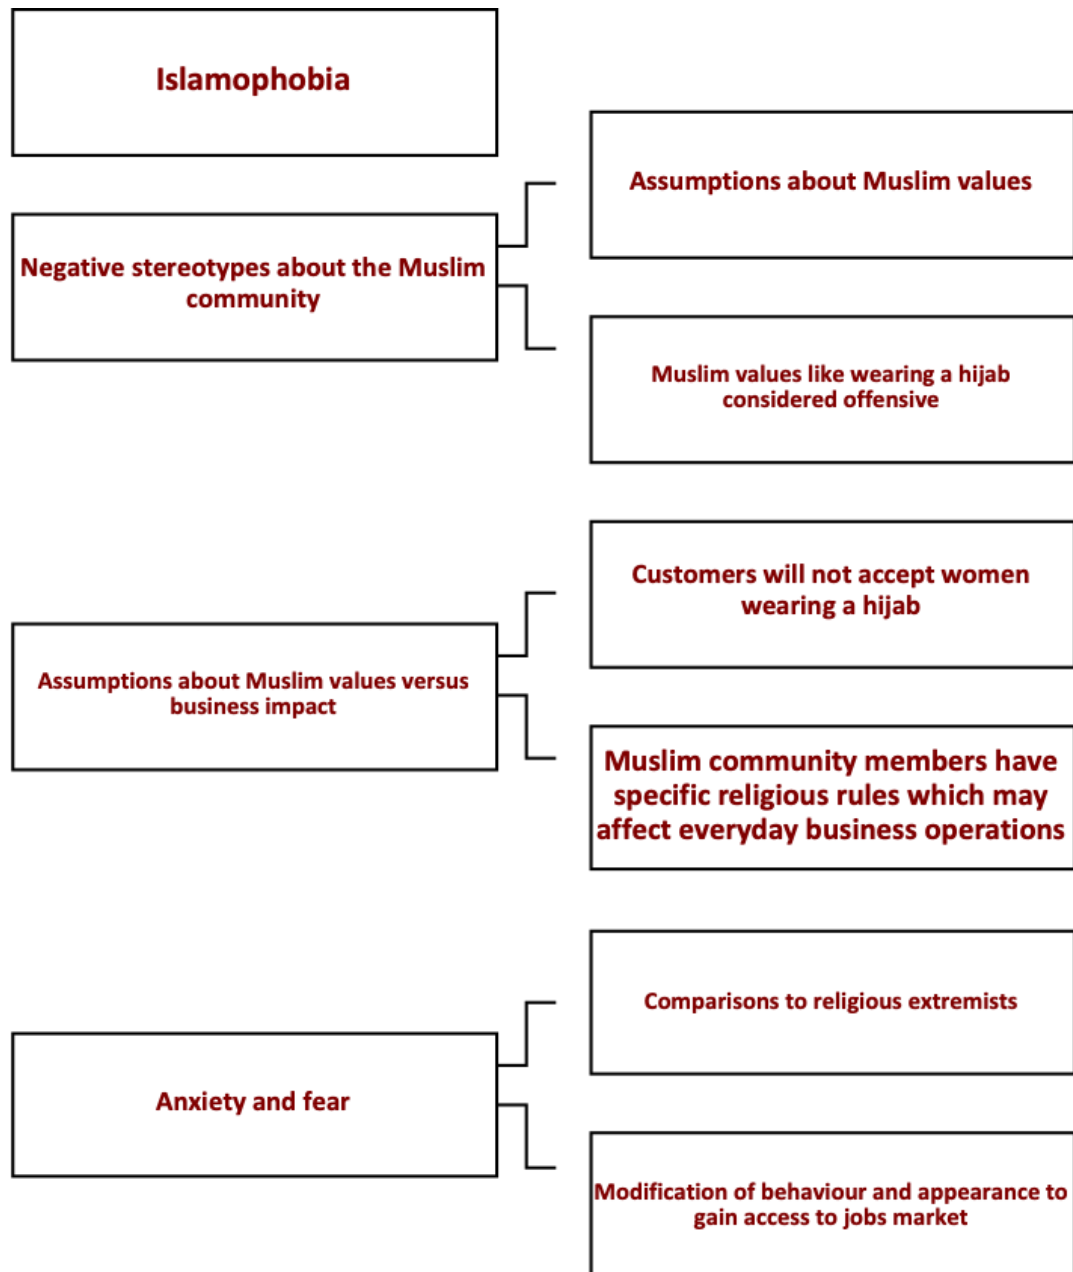 Islamophobia
Negative stereotypes about the Muslim
community
Assumptions about Muslim values
Muslim values like wearing a hijab
considered offensive
Assumptions about Muslim values versus
business impact
Customers will not accept women
wearing a hijab
Muslim community members have
specific religious rules which may
affect everyday business operations
Anxiety and fear
Comparisons to religious extremists
Modification of behaviour and appearance to
gain access to jobs market